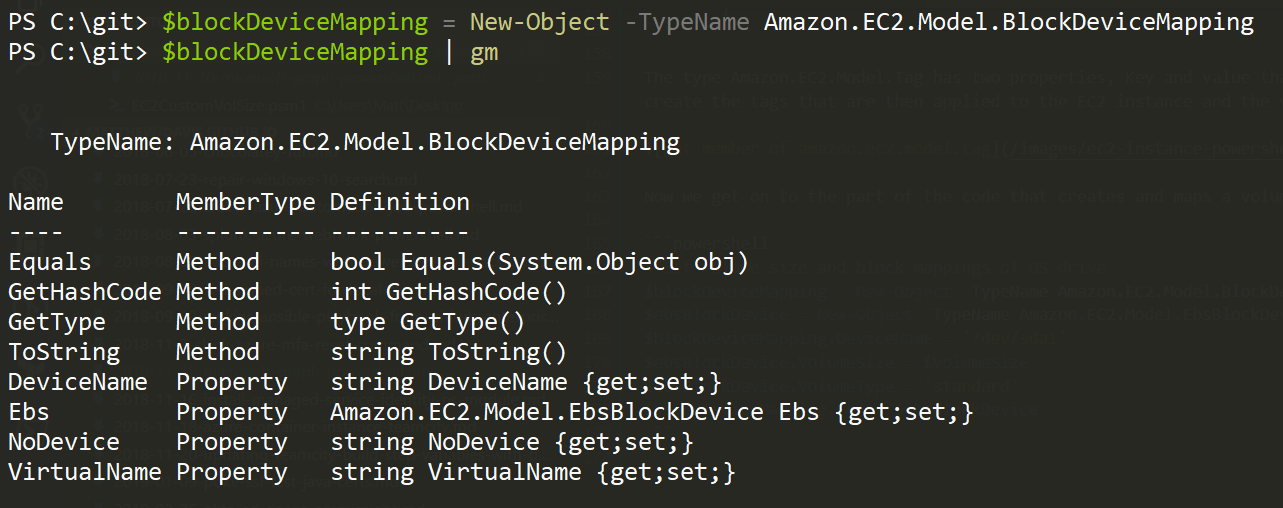 PS C:\git> $blockDeviceMapping = New-Object -TypeName Amazon.EC2.Model.BlockDeviceMapping
PS C:\git> $blockDeviceMapping | gm
TypeName: Amazon.EC2.Model.BlockDeviceMapping
Name MemberType Definition
---- ---------- ----------
Equals Method bool Equals(System.Object obj)
GetHashCode Method int GetHashCode()
GetType Method type GetType()
ToString Method string ToString()
DeviceName Property string DeviceName {get;set;}
Ebs Property Amazon.EC2.Model.EbsBlockDevice Ebs {get;set;}
NoDevice Property string NoDevice {get;set;}
VirtualName Property string VirtualName {get;set;}